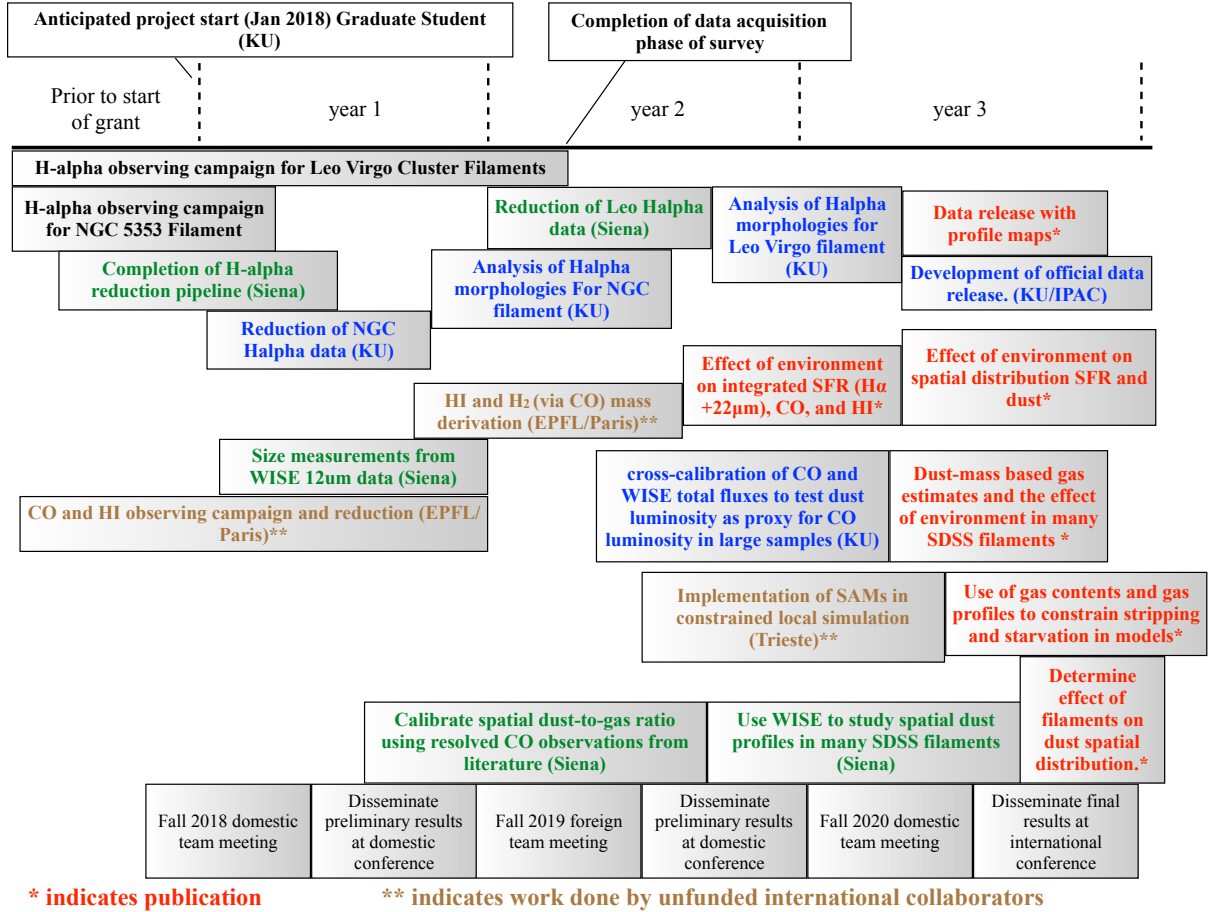 Anticipated project start (Jan 2018) Graduate Student
(KU)
Completion of data acquisition
phase of survey
Prior to start
of grant
year 1
year 2
year 3
H-alpha observing campaign for Leo Virgo Cluster Filaments
H-alpha observing campaign
for NGC 5353 Filament
Reduction of Leo Halpha
data (Siena)
Analysis of Halpha
morphologies for
Leo Virgo filament
(KU)
Data release with
profile maps*
Completion of H-alpha
reduction pipeline (Siena)
Analysis of Halpha
morphologies For NGC
filament (KU)
Development of official data
release. (KU/IPAC)
Reduction of NGC
Halpha data (KU)
Effect of environment
on integrated SFR (Hα
+22µm), CO, and HI*
Effect of environment on
spatial distribution SFR and
dust*
HI and H₂ (via CO) mass
derivation (EPFL/Paris)**
Size measurements from
WISE 12um data (Siena)
cross-calibration of CO and
WISE total fluxes to test dust
luminosity as proxy for CO
luminosity in large samples (KU)
Dust-mass based gas
estimates and the effect
of environment in many
SDSS filaments *
CO and HI observing campaign and reduction (EPFL/
Paris)**
Implementation of SAMs in
constrained local simulation
(Trieste)**
Use of gas contents and gas
profiles to constrain stripping
and starvation in models*
Calibrate spatial dust-to-gas ratio
using resolved CO observations from
literature (Siena)
Use WISE to study spatial dust
profiles in many SDSS filaments
(Siena)
Determine
effect of
filaments on
dust spatial
distribution.*
Fall 2018 domestic
team meeting
Disseminate
preliminary results
at domestic
conference
Fall 2019 foreign
team meeting
Disseminate
preliminary results
at domestic
conference
Fall 2020 domestic
team meeting
Disseminate final
results at
international
conference
* indicates publication
** indicates work done by unfunded international collaborators